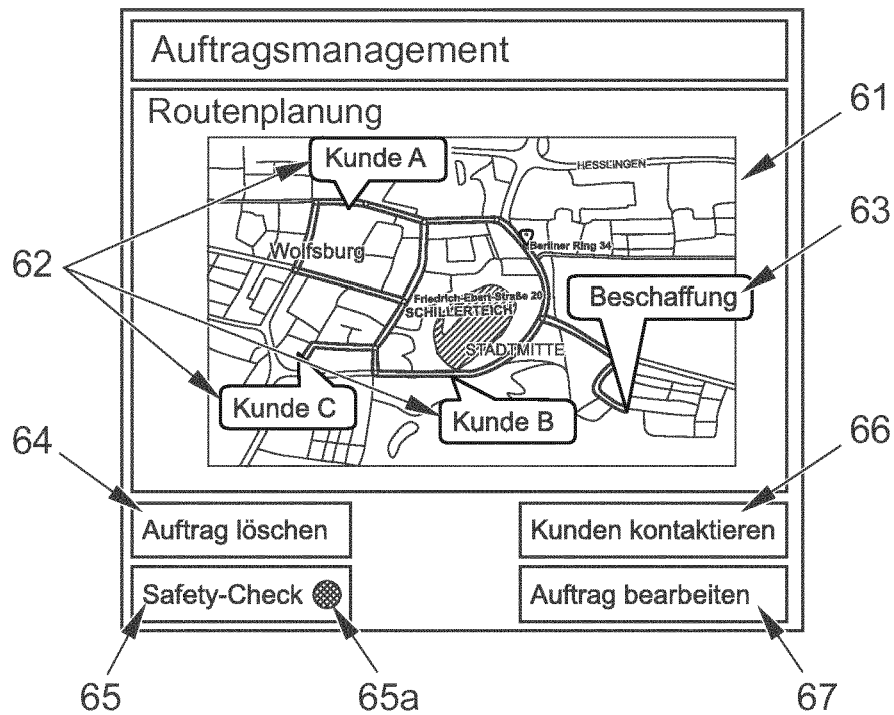 Auftragsmanagement
Routenplanung
61
Kunde A
HESSLINGEN
63
Wolfsburg
Berliner Ring 34
62
Beschaffung
Friedrich-Ebert-Straße 20
SCHILLERTEICH
STADTMITTE
Kunde C
Kunde B
64
66
Auftrag löschen
Kunden kontaktieren
Safety-Check
Auftrag bearbeiten
65
65a
67